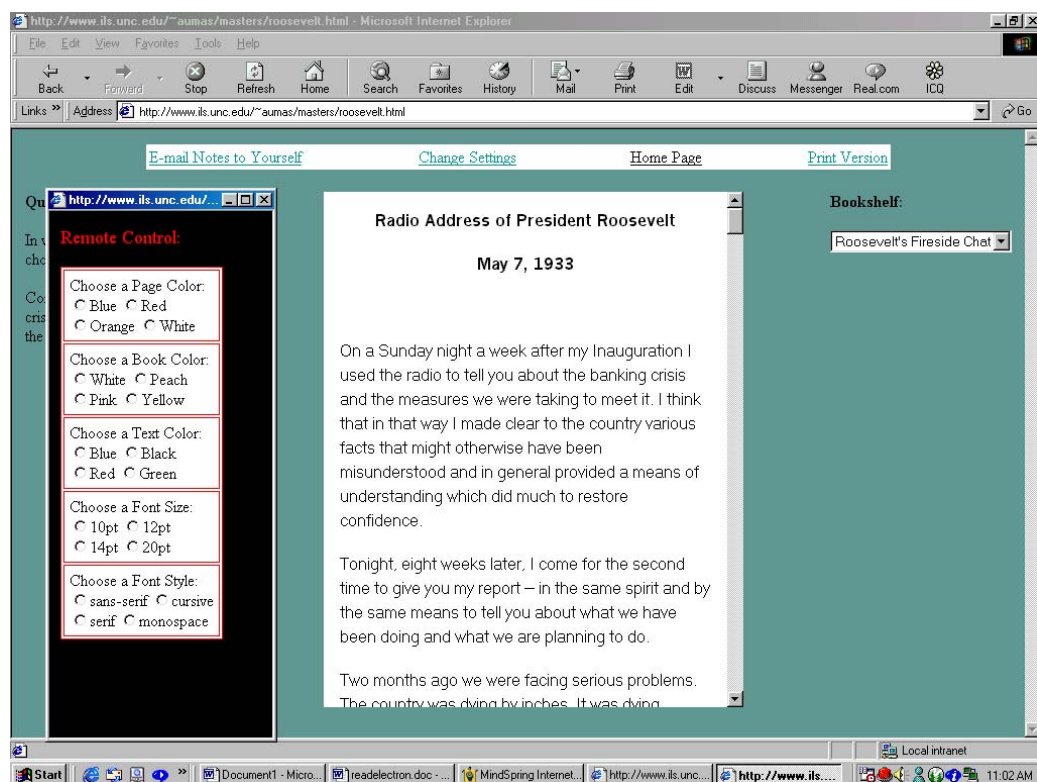 http://www.ils.unc.edu/~aumas/masters/roosevelt.html - Microsoft Internet Explorer
File Edit View Favorites Tools Help
Back Forward Stop Refresh Home Search Favorites History Mail Print Edit Discuss Messenger Real.com ICQ
Links » Address http://www.ils.unc.edu/~aumas/masters/roosevelt.html Go
E-mail Notes to Yourself Change Settings Home Page Print Version
http://www.ils.unc.edu/...
Remote Control:
Choose a Page Color:
Blue Red
Orange White
Choose a Book Color:
White Peach
Pink Yellow
Choose a Text Color:
Blue Black
Red Green
Choose a Font Size:
10pt 12pt
14pt 20pt
Choose a Font Style:
sans-serif cursive
serif monospace
Radio Address of President Roosevelt
May 7, 1933
On a Sunday night a week after my Inauguration I
used the radio to tell you about the banking crisis
and the measures we were taking to meet it. I think
that in that way I made clear to the country various
facts that might otherwise have been
misunderstood and in general provided a means of
understanding which did much to restore
confidence.
Tonight, eight weeks later, I come for the second
time to give you my report – in the same spirit and by
the same means to tell you about what we have
been doing and what we are planning to do.
Two months ago we were facing serious problems.
The country was dying by inches. It was dying
Bookshelf:
Roosevelt's Fireside Chat
Local intranet
Start » Document1 - Micro... readelectron.doc - ... MindSpring Internet... http://www.ils.unc.... http://www.ils.... 11:02 AM